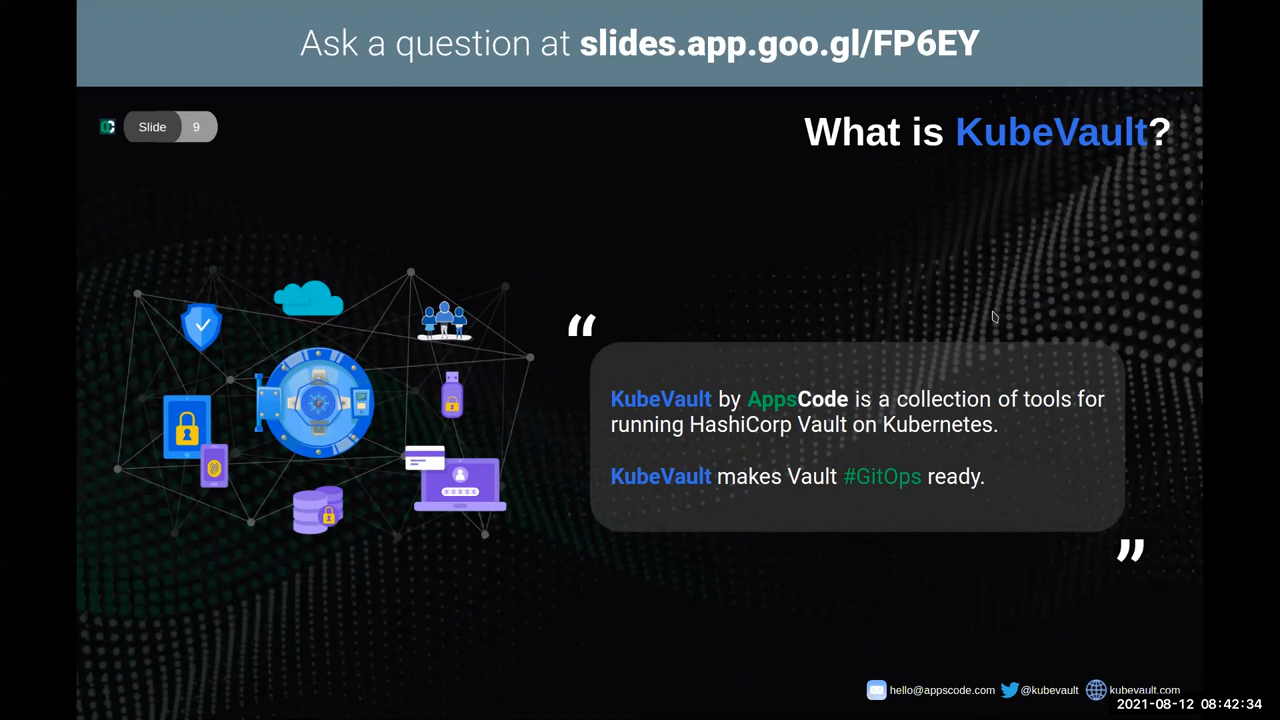 Ask a question at slides.app.goo.gl/FP6EY
Slide 9
What is KubeVault?
“
KubeVault by AppsCode is a collection of tools for
running HashiCorp Vault on Kubernetes.
KubeVault makes Vault #GitOps ready.
”
*****
hello@appscode.com @kubevault kubevault.com
2021-08-12 08:42:34